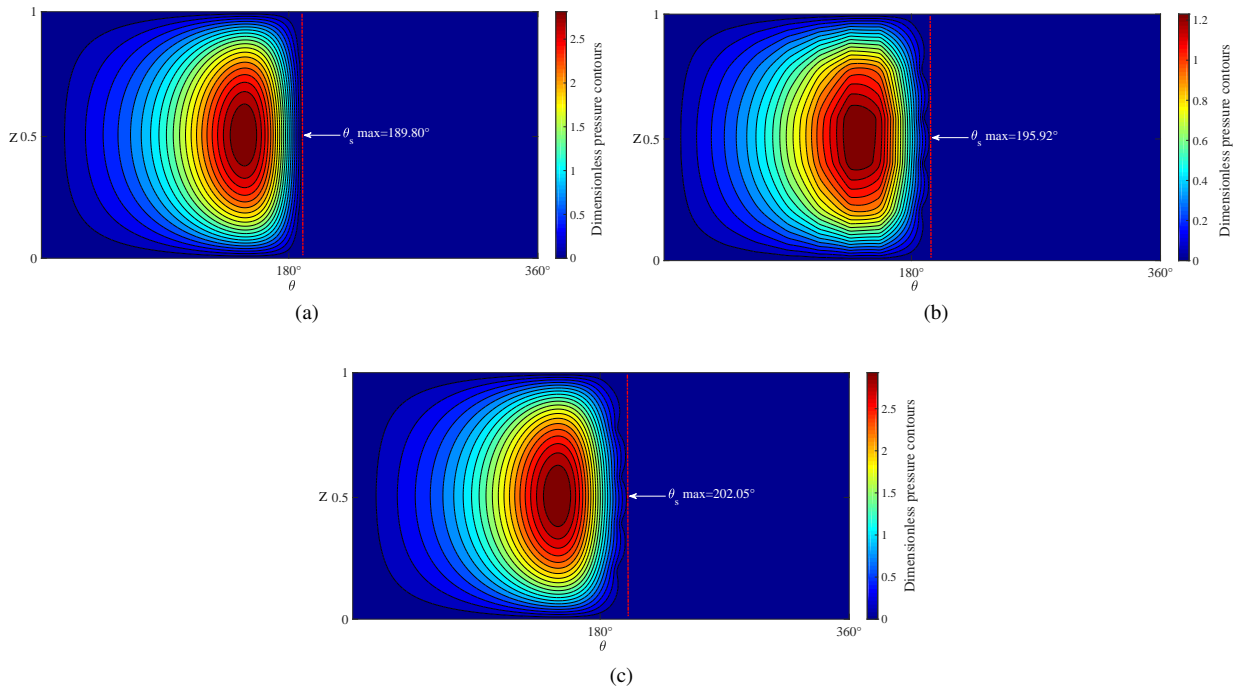 1
Z 0.5
0
180°
360°
θ
θs max=189.80°
2.5
2
1.5
1
0.5
0
Dimensionless pressure contours
(a)
1
Z 0.5
0
180°
360°
θ
θs max=195.92°
1.2
1
0.8
0.6
0.4
0.2
0
Dimensionless pressure contours
(b)
1
Z 0.5
0
180°
360°
θ
θs max=202.05°
2.5
2
1.5
1
0.5
0
Dimensionless pressure contours
(c)